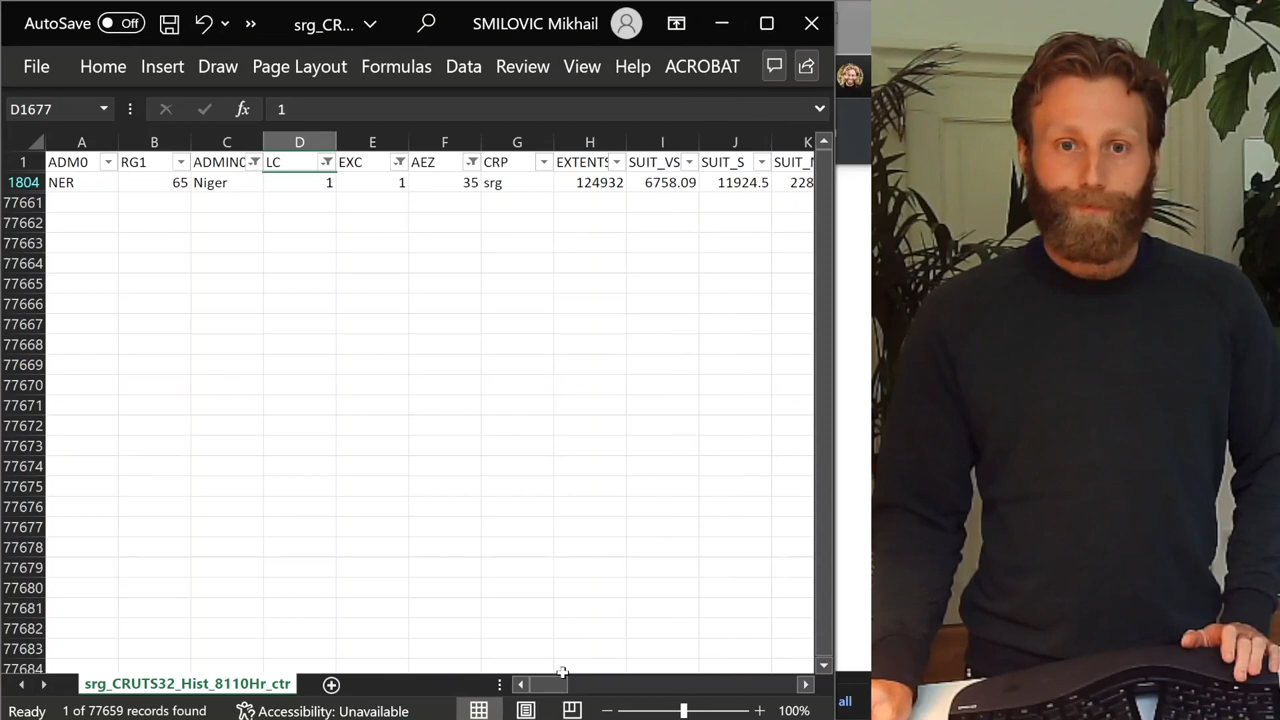 AutoSave Off srg_CR... SMILOVIC Mikhail
File Home Insert Draw Page Layout Formulas Data Review View Help ACROBAT
D1677 fx 1
A B C D E F G H I J K
1 ADM0 RG1 ADMIN0 LC EXC AEZ CRP EXTENTS SUIT_VS SUIT_S SUIT_M
1804 NER 65 Niger 1 1 35 srg 124932 6758.09 11924.5 228
77661
77662
77663
77664
77665
77666
77667
77668
77669
77670
77671
77672
77673
77674
77675
77676
77677
77678
77679
77680
77681
77682
77683
77684
srg_CRUTS32_Hist_8110Hr_ctr
all
Ready 1 of 77659 records found Accessibility: Unavailable 100%